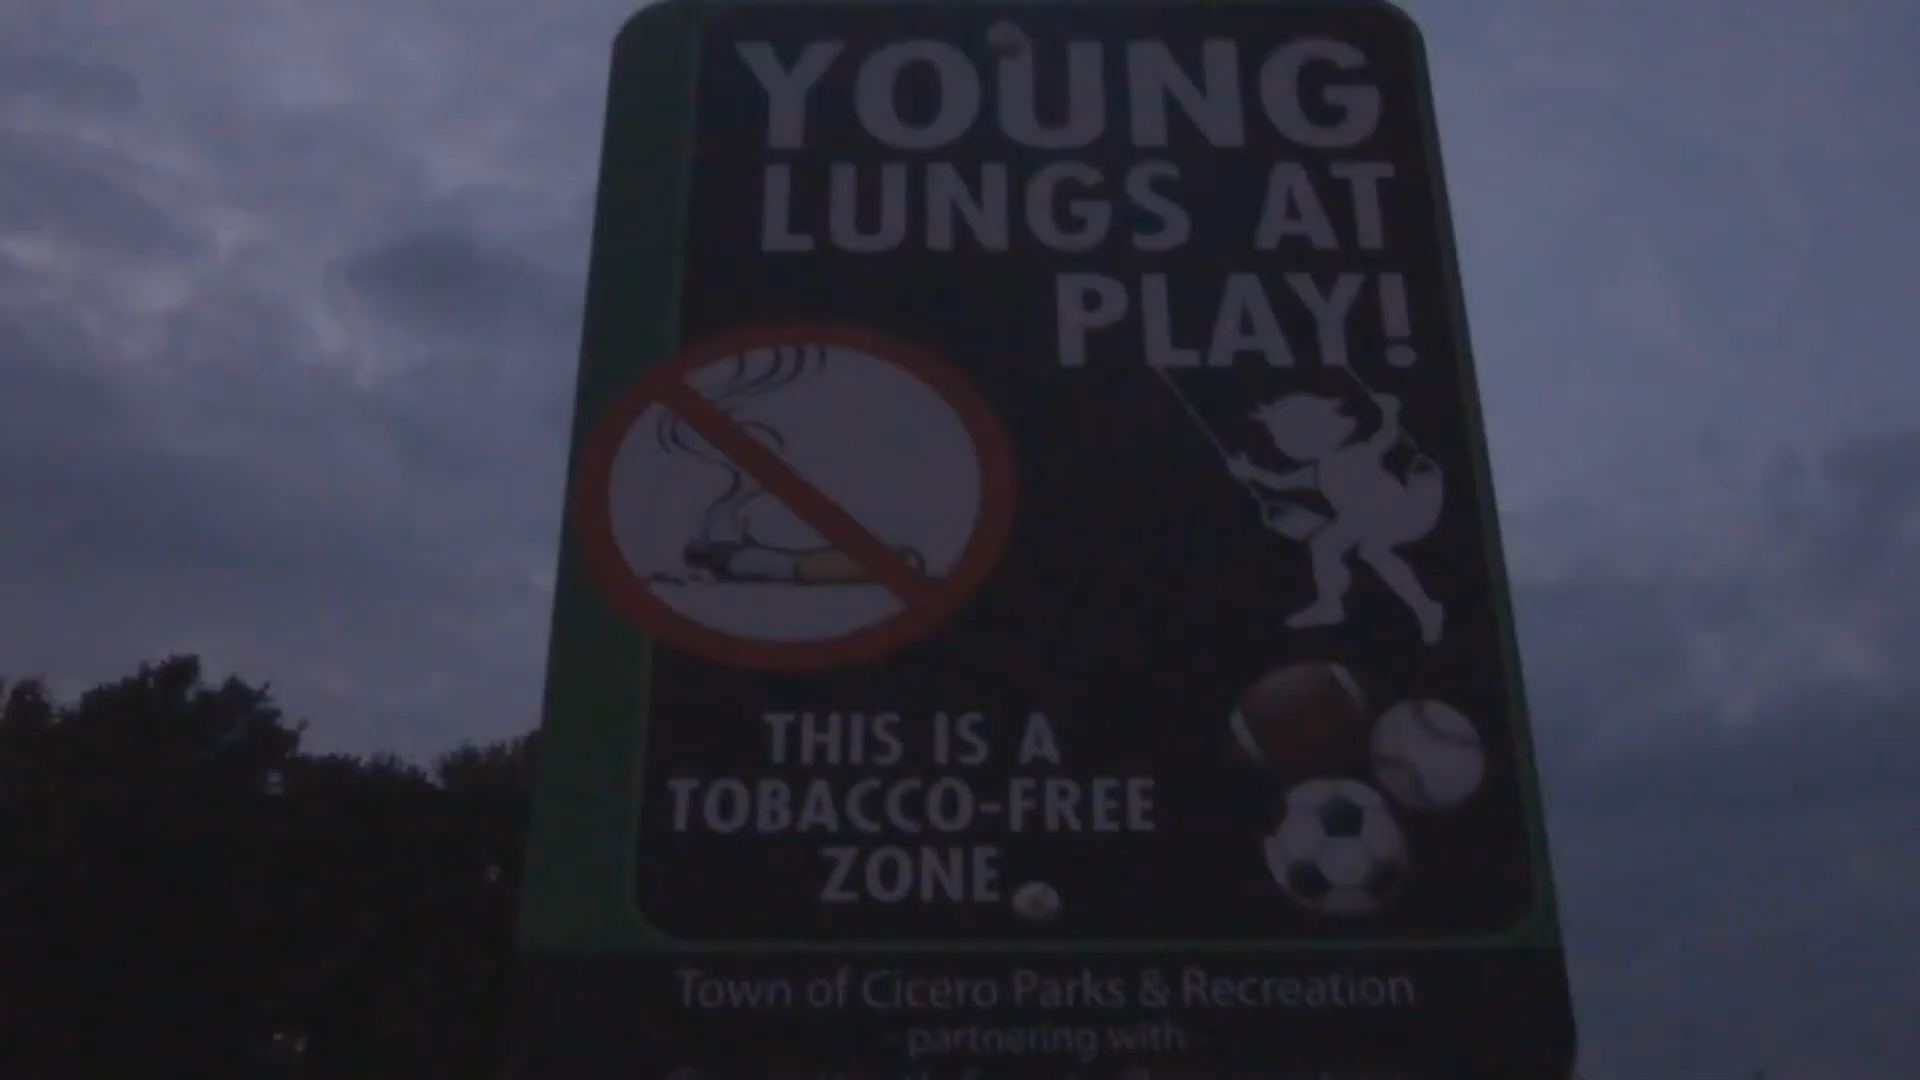 YOUNG
LUNGS AT
PLAY!
THIS IS A
TOBACCO-FREE
ZONE
Town of Cicero Parks & Recreation
- partnering with -